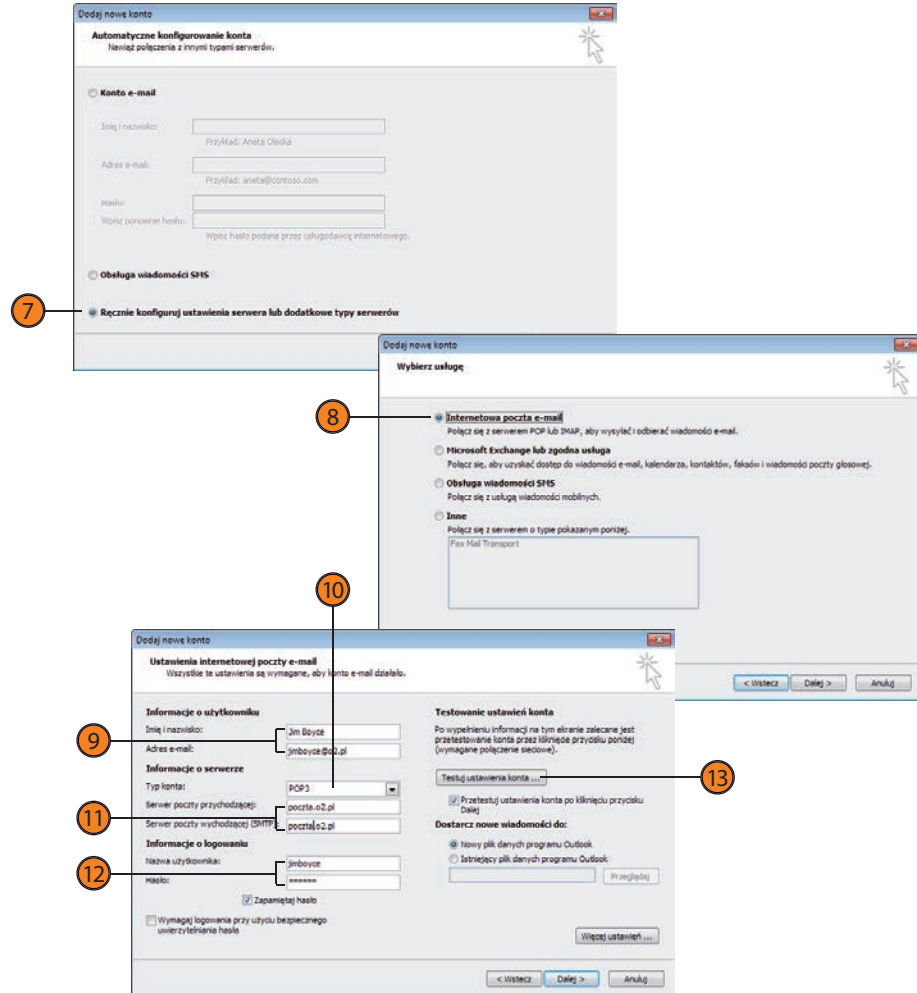 Dodaj nowe konto
Automatyczne konfigurowanie konta
Nawiąż połączenia z innymi typami serwerów.
Konto e-mail
Imię i nazwisko:
Przykład: Aneta Olecka
Adres e-mail:
Przykład: aneta@contoso.com
Hasło:
Wpisz ponownie hasło:
Wpisz hasło podane przez usługodawcę internetowego.
Obsługa wiadomości SMS
7
Ręcznie konfiguruj ustawienia serwera lub dodatkowe typy serwerów
Dodaj nowe konto
Wybierz usługę
8
Internetowa poczta e-mail
Połącz się z serwerem POP lub IMAP, aby wysyłać i odbierać wiadomości e-mail.
Microsoft Exchange lub zgodna usługa
Połącz się, aby uzyskać dostęp do wiadomości e-mail, kalendarza, kontaktów, faksów i wiadomości poczty głosowej.
Obsługa wiadomości SMS
Połącz się z usługą wiadomości mobilnych.
Inne
Połącz się z serwerem o typie pokazanym poniżej.
Fax Mail Transport
< Wstecz
Dalej >
Anuluj
10
Dodaj nowe konto
Ustawienia internetowej poczty e-mail
Wszystkie te ustawienia są wymagane, aby konto e-mail działało.
Informacje o użytkowniku
9
Imię i nazwisko: Jim Boyce
Adres e-mail: jimboyce@o2.pl
Informacje o serwerze
Typ konta: POP3
11
Serwer poczty przychodzącej: poczta.o2.pl
Serwer poczty wychodzącej (SMTP): poczta.o2.pl
Informacje o logowaniu
12
Nazwa użytkownika: jimboyce
Hasło: ******
Zapamiętaj hasło
Wymagaj logowania przy użyciu bezpiecznego
uwierzytelniania hasła
Testowanie ustawień konta
Po wypełnieniu informacji na tym ekranie zalecane jest
przetestowanie konta przez kliknięcie przycisku poniżej
(wymagane połączenie sieciowe).
Testuj ustawienia konta ...
13
Przetestuj ustawienia konta po kliknięciu przycisku
Dalej
Dostarcz nowe wiadomości do:
Nowy plik danych programu Outlook
Istniejący plik danych programu Outlook
Przeglądaj
Więcej ustawień ...
< Wstecz
Dalej >
Anuluj